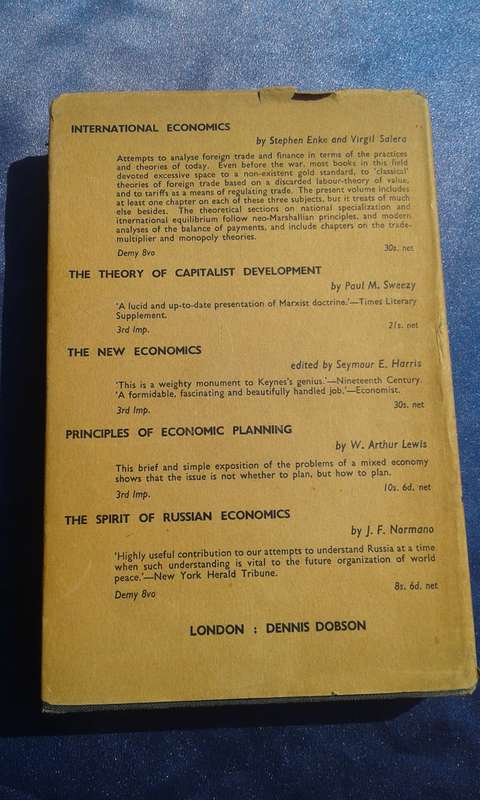 INTERNATIONAL ECONOMICS
by Stephen Enke and Virgil Salera
Attempts to analyse foreign trade and finance in terms of the practices
and theories of today. Even before the war, most books in this field
devoted excessive space to a non-existent gold standard, to 'classical'
theories of foreign trade based on a discarded labour-theory of value,
and to tariffs as a means of regulating trade. The present volume includes
at least one chapter on each of these three subjects, but it treats of much
else besides. The theoretical sections on national specialization and
itnernational equilibrium follow neo-Marshallian principles, and modern
analyses of the balance of payments, and include chapters on the trade-
multiplier and monopoly theories.
Demy 8vo 30s. net
THE THEORY OF CAPITALIST DEVELOPMENT
by Paul M. Sweezy
'A lucid and up-to-date presentation of Marxist doctrine.'—Times Literary
Supplement.
3rd Imp. 21s. net
THE NEW ECONOMICS
edited by Seymour E. Harris
'This is a weighty monument to Keynes's genius.'—Nineteenth Century.
'A formidable, fascinating and beautifully handled job.'—Economist.
3rd Imp. 30s. net
PRINCIPLES OF ECONOMIC PLANNING
by W. Arthur Lewis
This brief and simple exposition of the problems of a mixed economy
shows that the issue is not whether to plan, but how to plan.
3rd Imp. 10s. 6d. net
THE SPIRIT OF RUSSIAN ECONOMICS
by J. F. Normano
'Highly useful contribution to our attempts to understand Russia at a time
when such understanding is vital to the future organization of world
peace.'—New York Herald Tribune.
Demy 8vo 8s. 6d. net
LONDON : DENNIS DOBSON